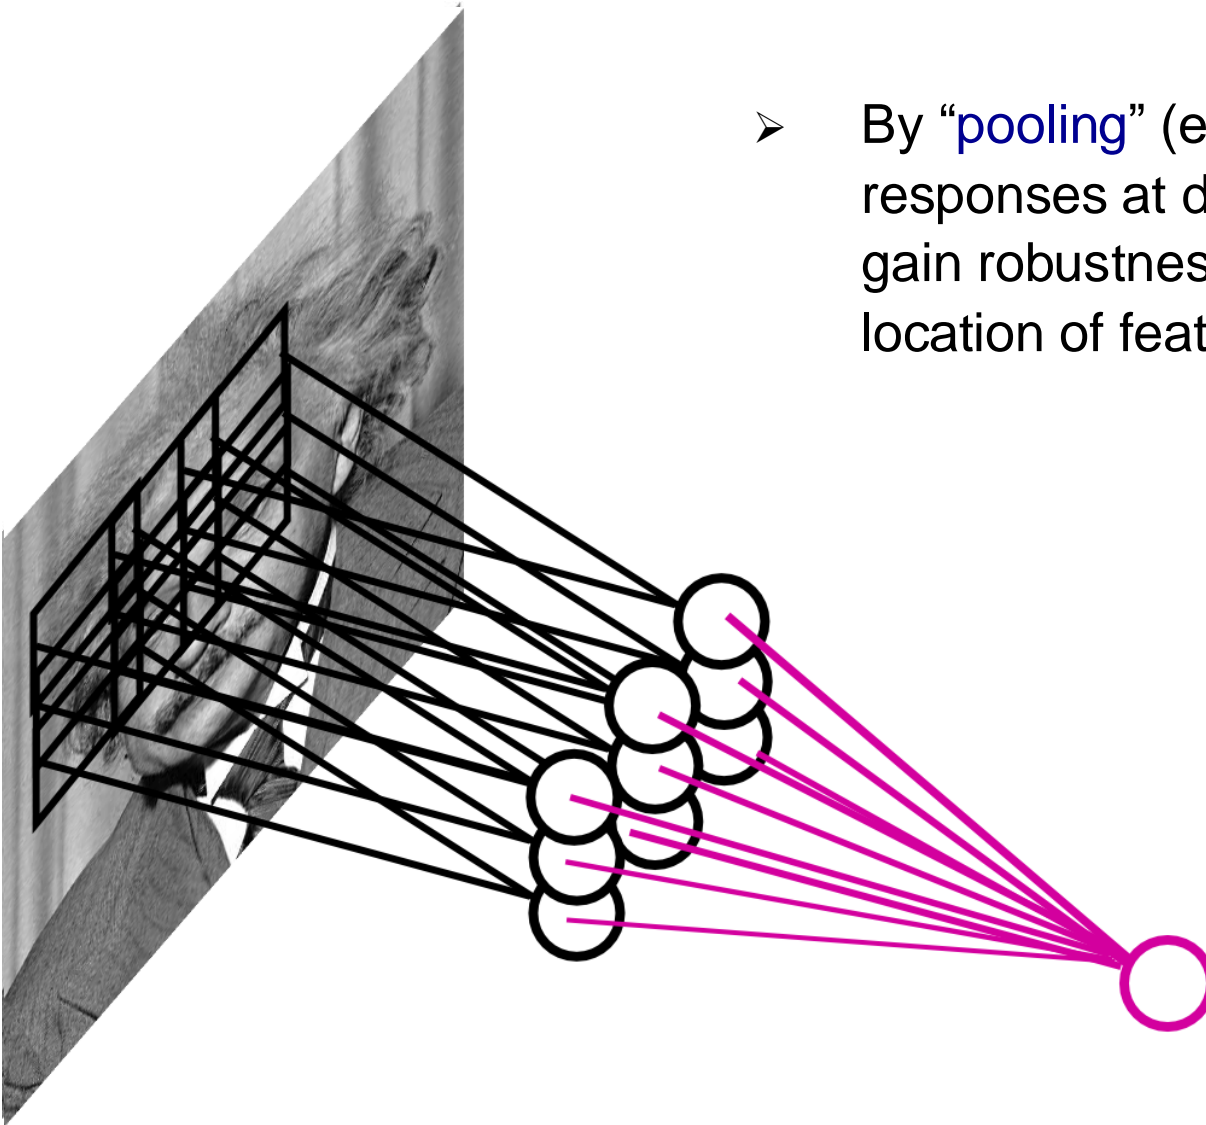 ➢ By “pooling” (e
responses at d
gain robustnes
location of feat